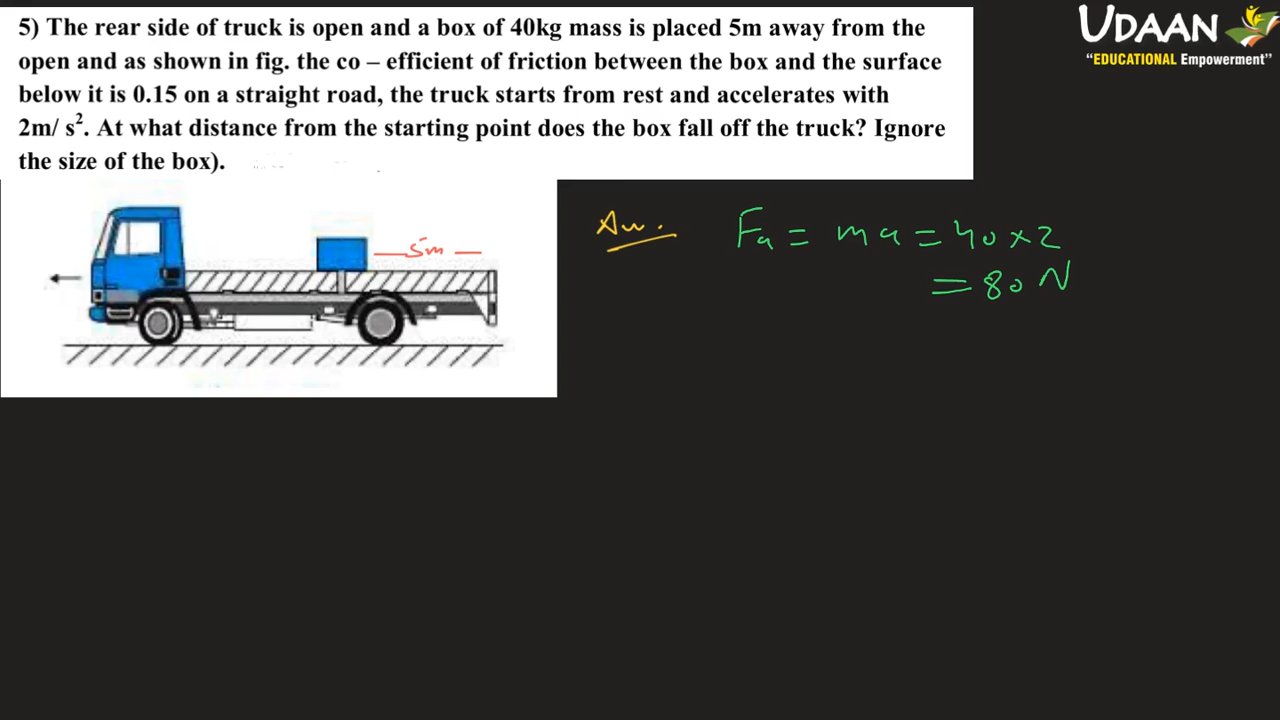 5) The rear side of truck is open and a box of 40kg mass is placed 5m away from the
open and as shown in fig. the co – efficient of friction between the box and the surface
below it is 0.15 on a straight road, the truck starts from rest and accelerates with
2m/ s². At what distance from the starting point does the box fall off the truck? Ignore
the size of the box).
UDAAN
“EDUCATIONAL Empowerment”
5m
Au.
Fa = ma = 40 × 2
= 80 N